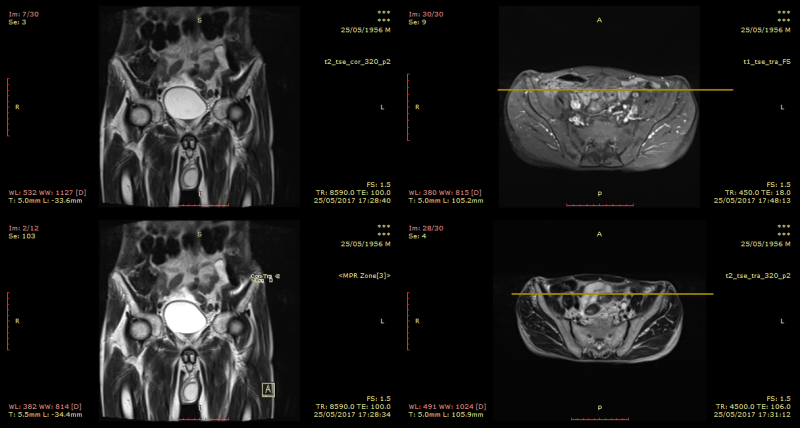 Im: 7/30
Se: 3
S
***
***
25/05/1956 M
t2_tse_cor_320_p2
R
L
I
WL: 532 WW: 1127 [D]
T: 5.0mm L: -33.6mm
FS: 1.5
TR: 8590.0 TE: 100.0
25/05/2017 17:28:40
Im: 30/30
Se: 9
A
***
***
25/05/1956 M
t1_tse_tra_FS
R
L
p
WL: 380 WW: 815 [D]
T: 5.0mm L: 105.2mm
FS: 1.5
TR: 450.0 TE: 18.0
25/05/2017 17:48:13
Im: 2/12
Se: 103
S
***
***
25/05/1956 M
<MPR Zone[3]>
R
L
A
I
WL: 382 WW: 814 [D]
T: 5.5mm L: -34.4mm
FS: 1.5
TR: 8590.0 TE: 100.0
25/05/2017 17:28:34
Im: 28/30
Se: 4
A
***
***
25/05/1956 M
t2_tse_tra_320_p2
R
L
p
WL: 491 WW: 1024 [D]
T: 5.0mm L: 105.9mm
FS: 1.5
TR: 4500.0 TE: 106.0
25/05/2017 17:31:12